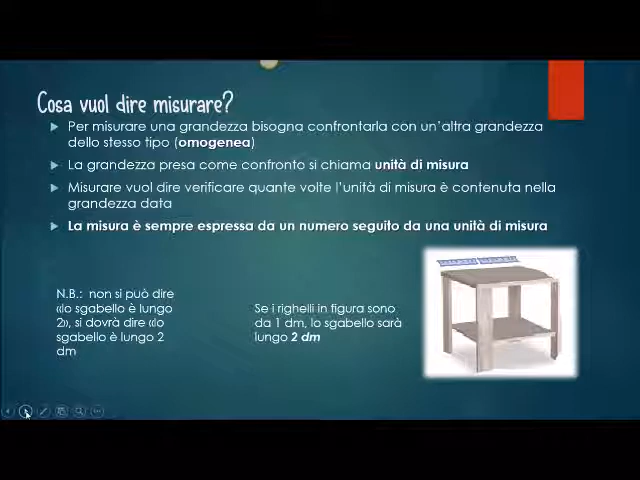 Cosa vuol dire misurare?
Per misurare una grandezza bisogna confrontarla con un'altra grandezza
dello stesso tipo (omogenea)
La grandezza presa come confronto si chiama unità di misura
Misurare vuol dire verificare quante volte l'unità di misura è contenuta nella
grandezza data
La misura è sempre espressa da un numero seguito da una unità di misura
N.B.: non si può dire
«lo sgabello è lungo
2», si dovrà dire «lo
sgabello è lungo 2
dm
Se i righelli in figura sono
da 1 dm, lo sgabello sarà
lungo 2 dm